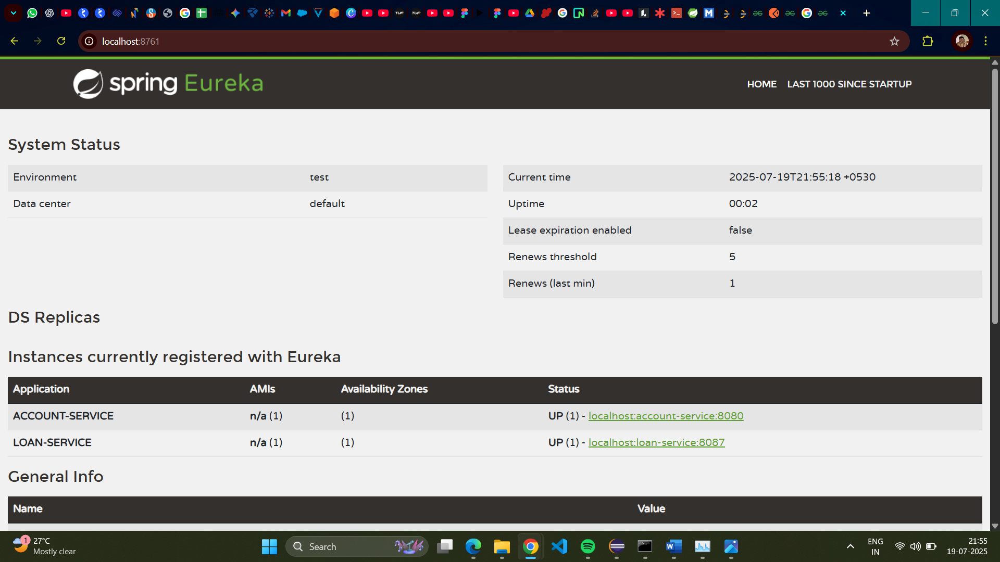 localhost:8761
spring Eureka
HOME LAST 1000 SINCE STARTUP
System Status
Environment test
Data center default
Current time 2025-07-19T21:55:18 +0530
Uptime 00:02
Lease expiration enabled false
Renews threshold 5
Renews (last min) 1
DS Replicas
Instances currently registered with Eureka
Application AMIs Availability Zones Status
ACCOUNT-SERVICE n/a (1) (1) UP (1) - localhost:account-service:8080
LOAN-SERVICE n/a (1) (1) UP (1) - localhost:loan-service:8087
General Info
Name Value
1
27°C
Mostly clear
Search
ENG
IN
21:55
19-07-2025